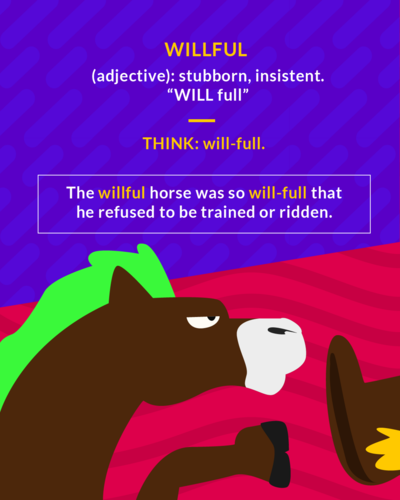 WILLFUL
(adjective): stubborn, insistent.
“WILL full”
THINK: will-full.
The willful horse was so will-full that
he refused to be trained or ridden.